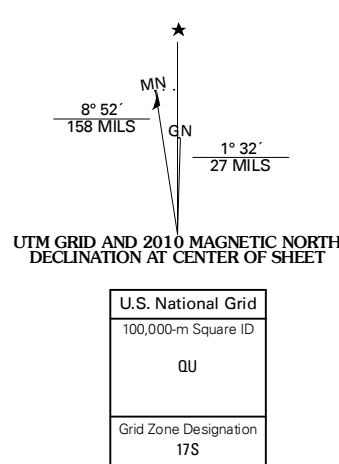 ★
MN
8° 52´
158 MILS
GN
1° 32´
27 MILS
UTM GRID AND 2010 MAGNETIC NORTH
DECLINATION AT CENTER OF SHEET
U.S. National Grid
100,000-m Square ID
QU
Grid Zone Designation
17S